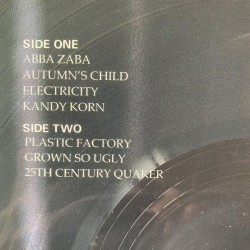 SIDE ONE
ABBA ZABA
AUTUMN'S CHILD
ELECTRICITY
KANDY KORN
SIDE TWO
PLASTIC FACTORY
GROWN SO UGLY
25TH CENTURY QUAKER